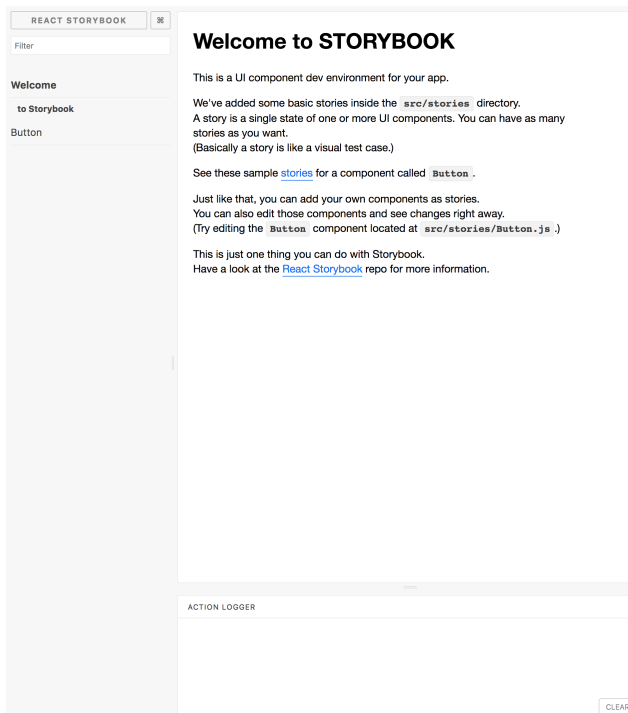 REACT STORYBOOK
⌘
Filter
Welcome
to Storybook
Button
Welcome to STORYBOOK
This is a UI component dev environment for your app.
We've added some basic stories inside the src/stories directory.
A story is a single state of one or more UI components. You can have as many
stories as you want.
(Basically a story is like a visual test case.)
See these sample stories for a component called Button.
Just like that, you can add your own components as stories.
You can also edit those components and see changes right away.
(Try editing the Button component located at src/stories/Button.js.)
This is just one thing you can do with Storybook.
Have a look at the React Storybook repo for more information.
ACTION LOGGER
CLEAR